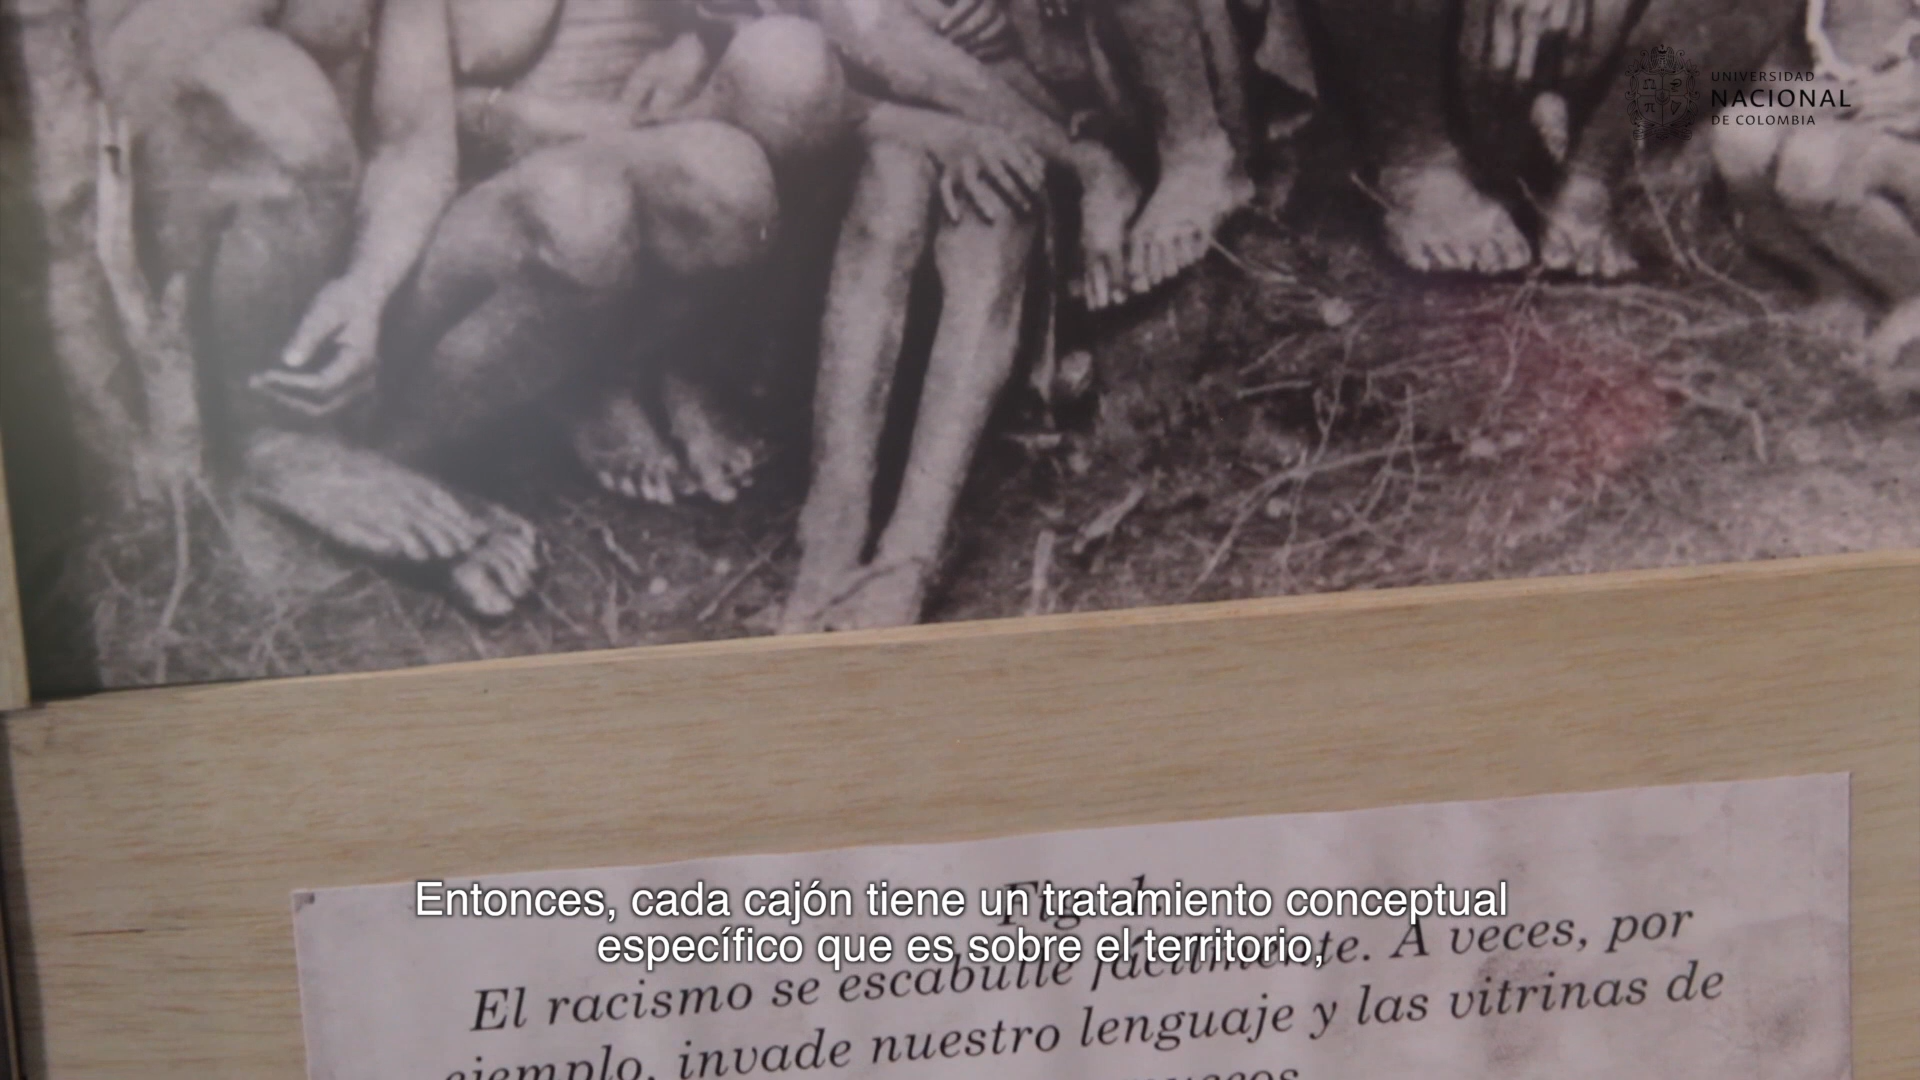 UNIVERSIDAD
NACIONAL
DE COLOMBIA
Entonces, cada cajón tiene un tratamiento conceptual
específico que es sobre el territorio,
Fig.
El racismo se escabulle fácilmente. A veces, por
ejemplo, invade nuestro lenguaje y las vitrinas de